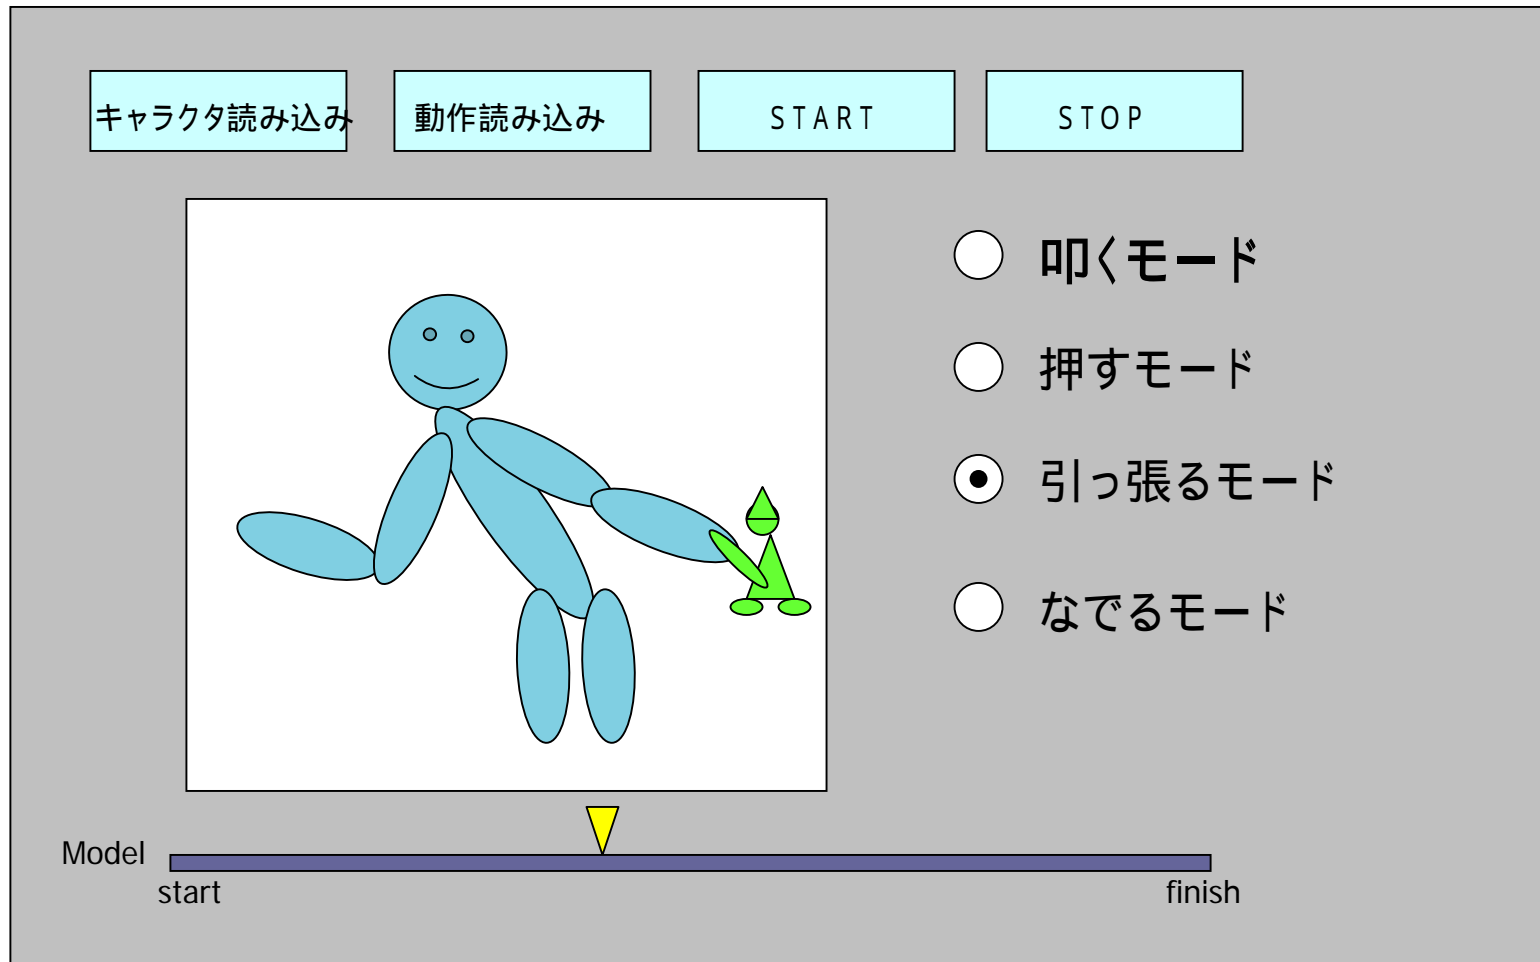 キャラクタ読み込み
動作読み込み
START
STOP
叩くモード
押すモード
引っ張るモード
なでるモード
Model
start
finish